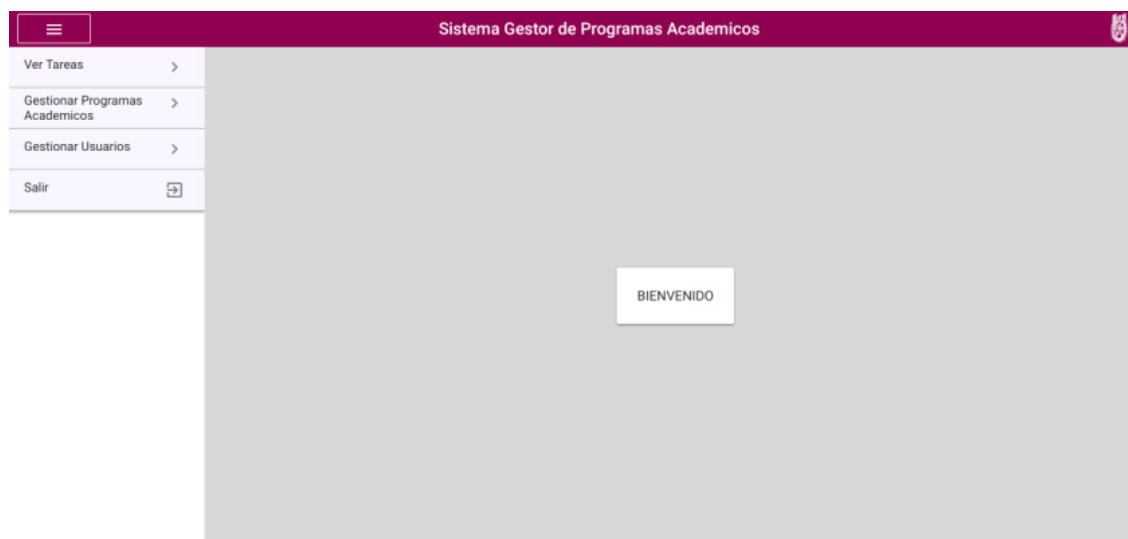 Sistema Gestor de Programas Academicos
Ver Tareas
Gestionar Programas
Academicos
Gestionar Usuarios
Salir
BIENVENIDO